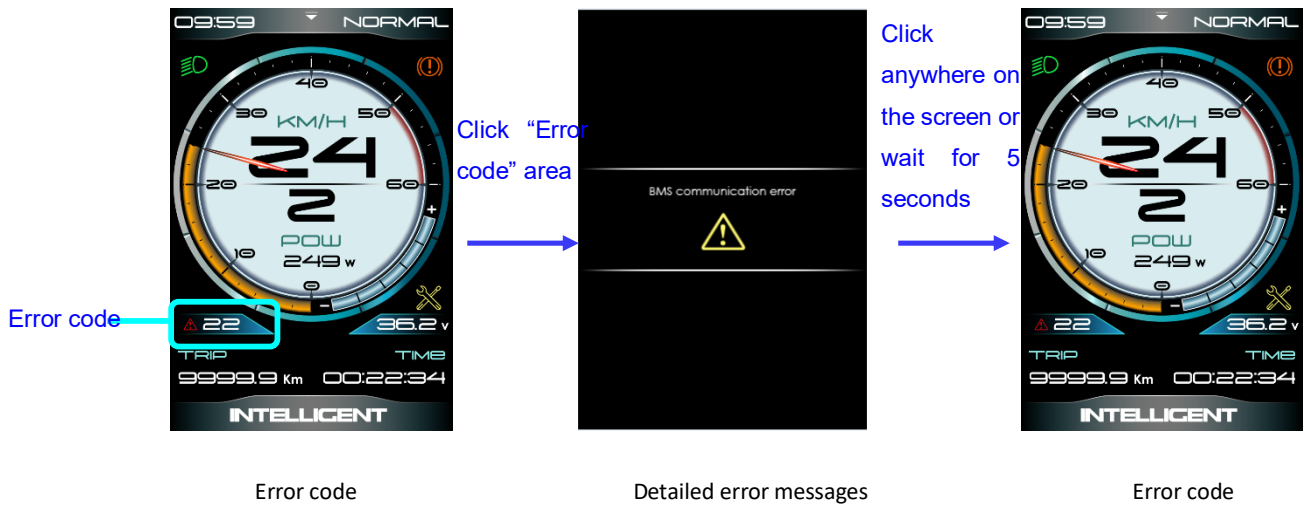 09:59 NORMAL
40
30 50
KM/H
24
20 60
2
+
POW
10
249 w
0
-
Error code
22 36.2 v
TRIP TIME
9999.9 Km 00:22:34
INTELLIGENT
Error code
Click "Error
code" area
BMS communication error
Detailed error messages
Click
anywhere on
the screen or
wait for 5
seconds
09:59 NORMAL
40
30 50
KM/H
24
20 60
2
+
POW
10
249 w
0
-
22 36.2 v
TRIP TIME
9999.9 Km 00:22:34
INTELLIGENT
Error code